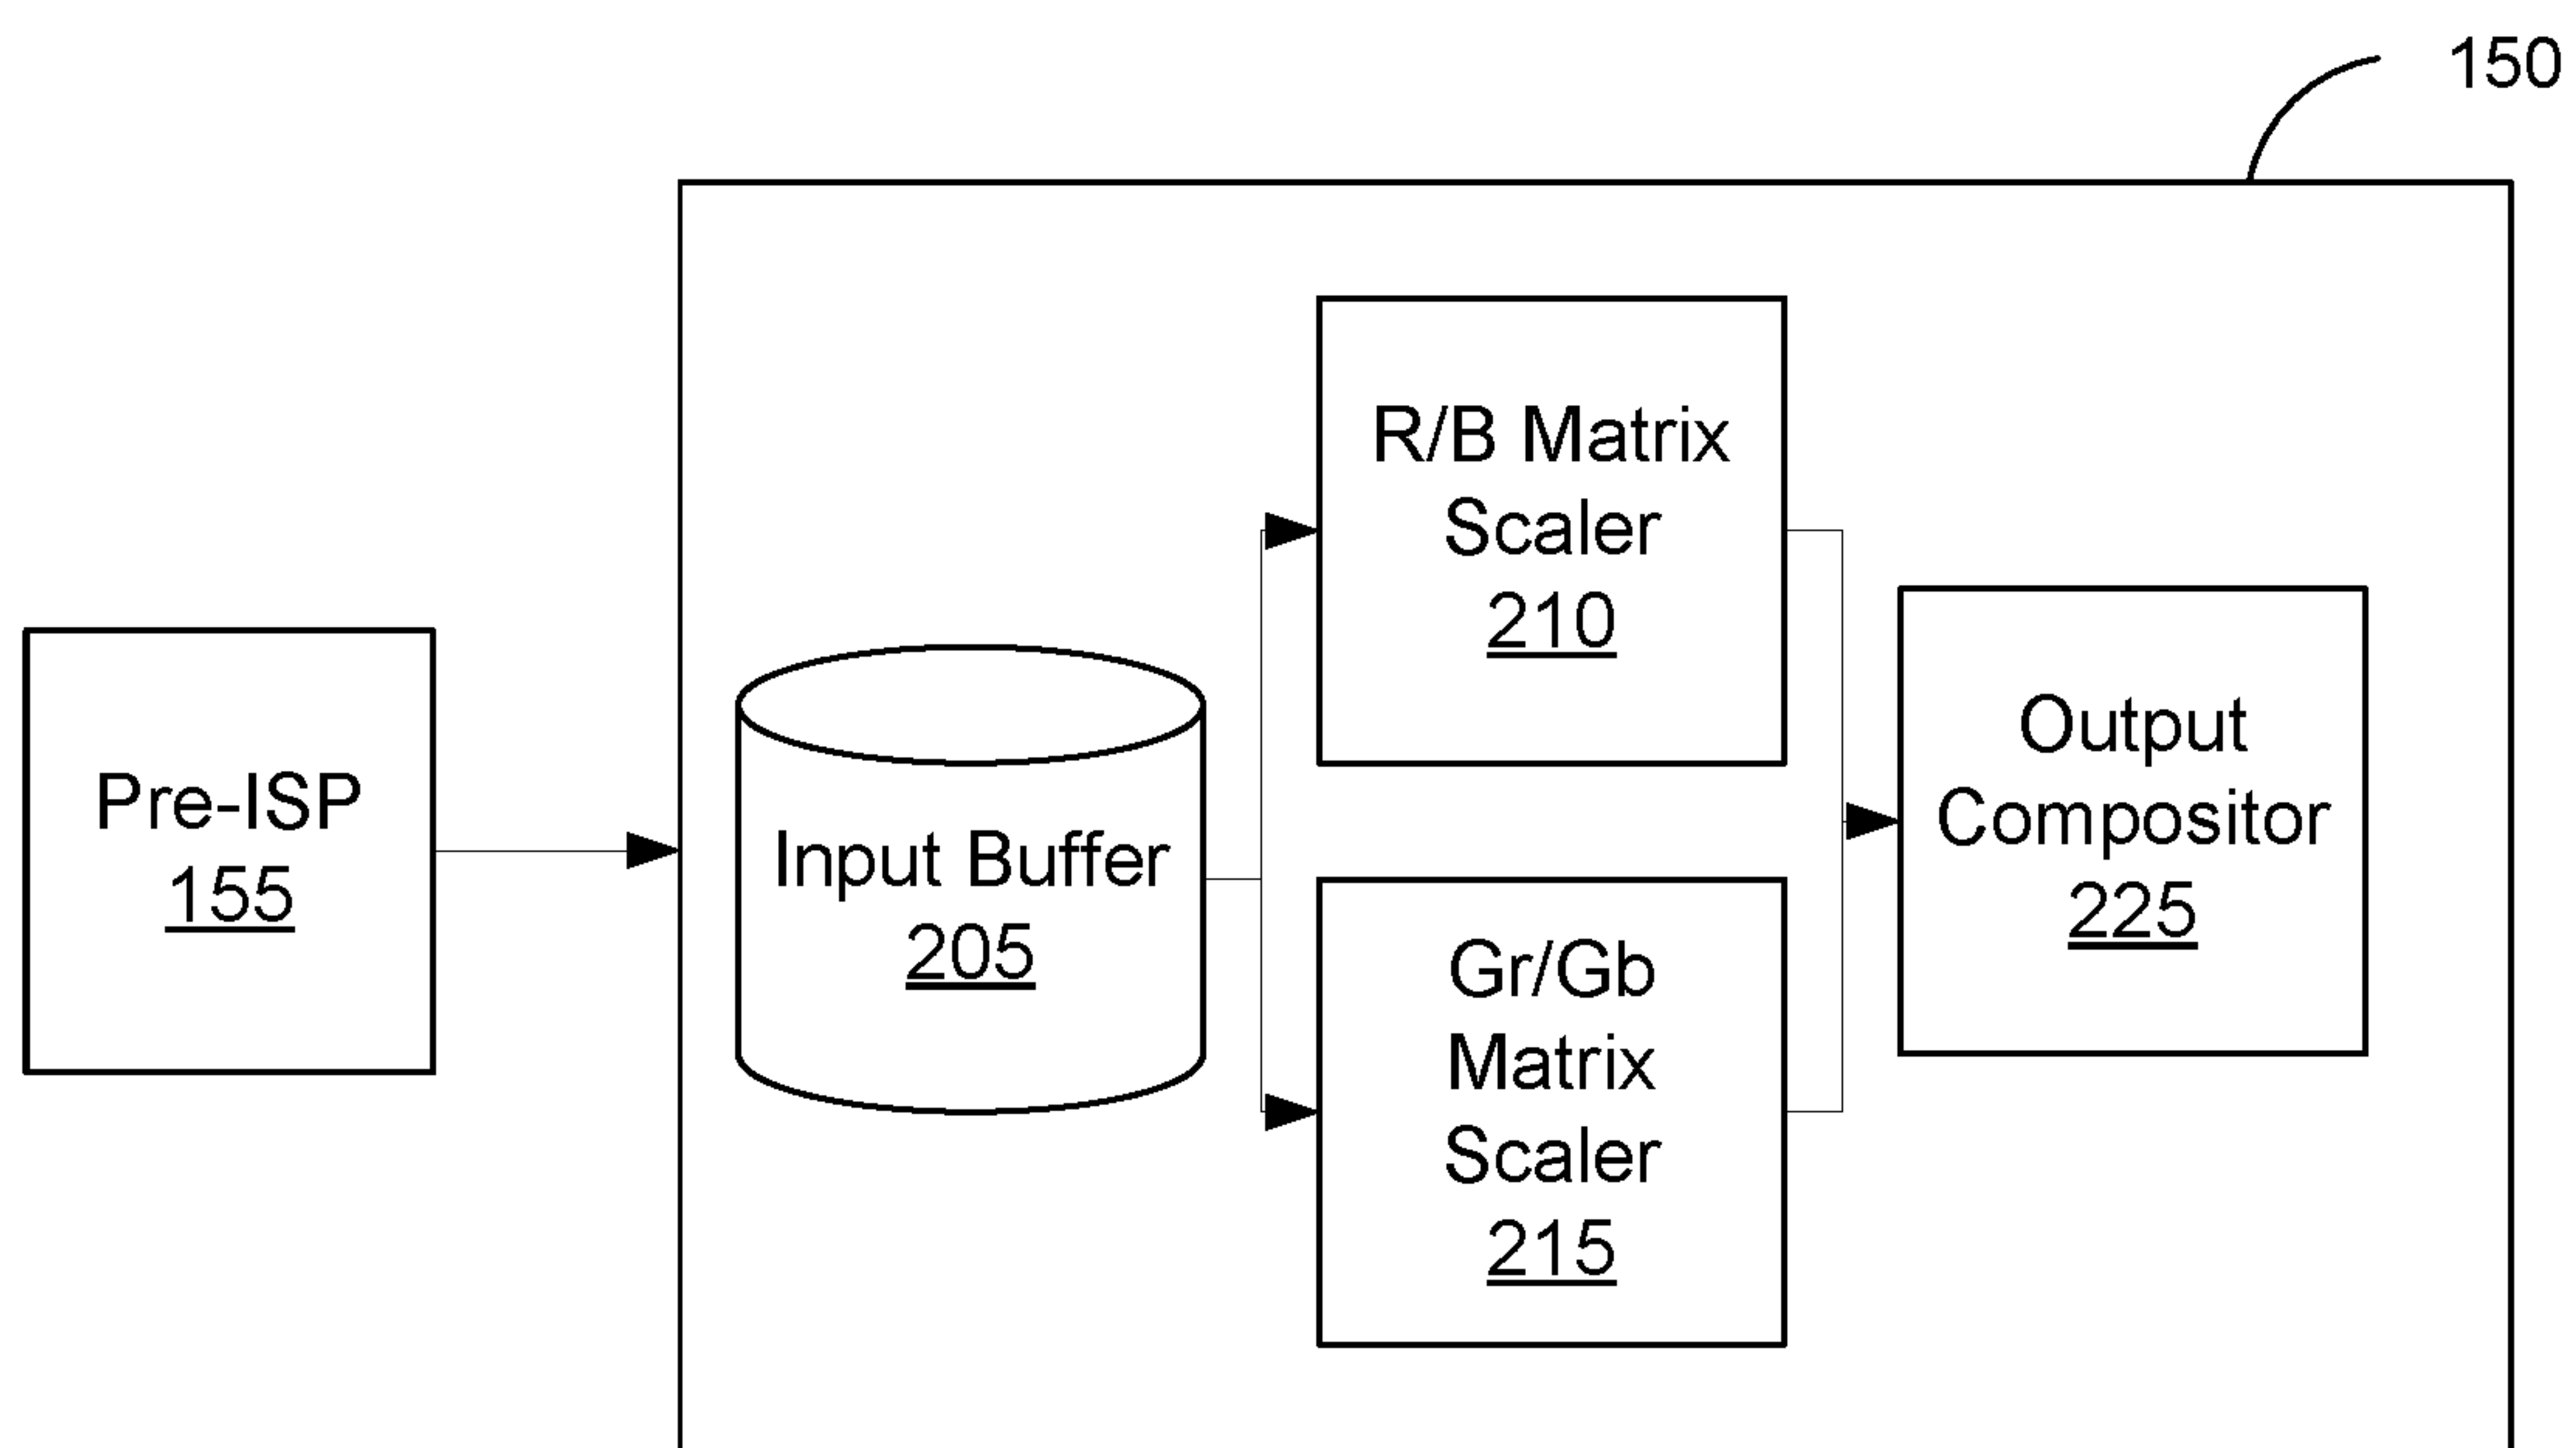 150
R/B Matrix
Scaler
210
Pre-ISP
155
Input Buffer
205
Gr/Gb
Matrix
Scaler
215
Output
Compositor
225